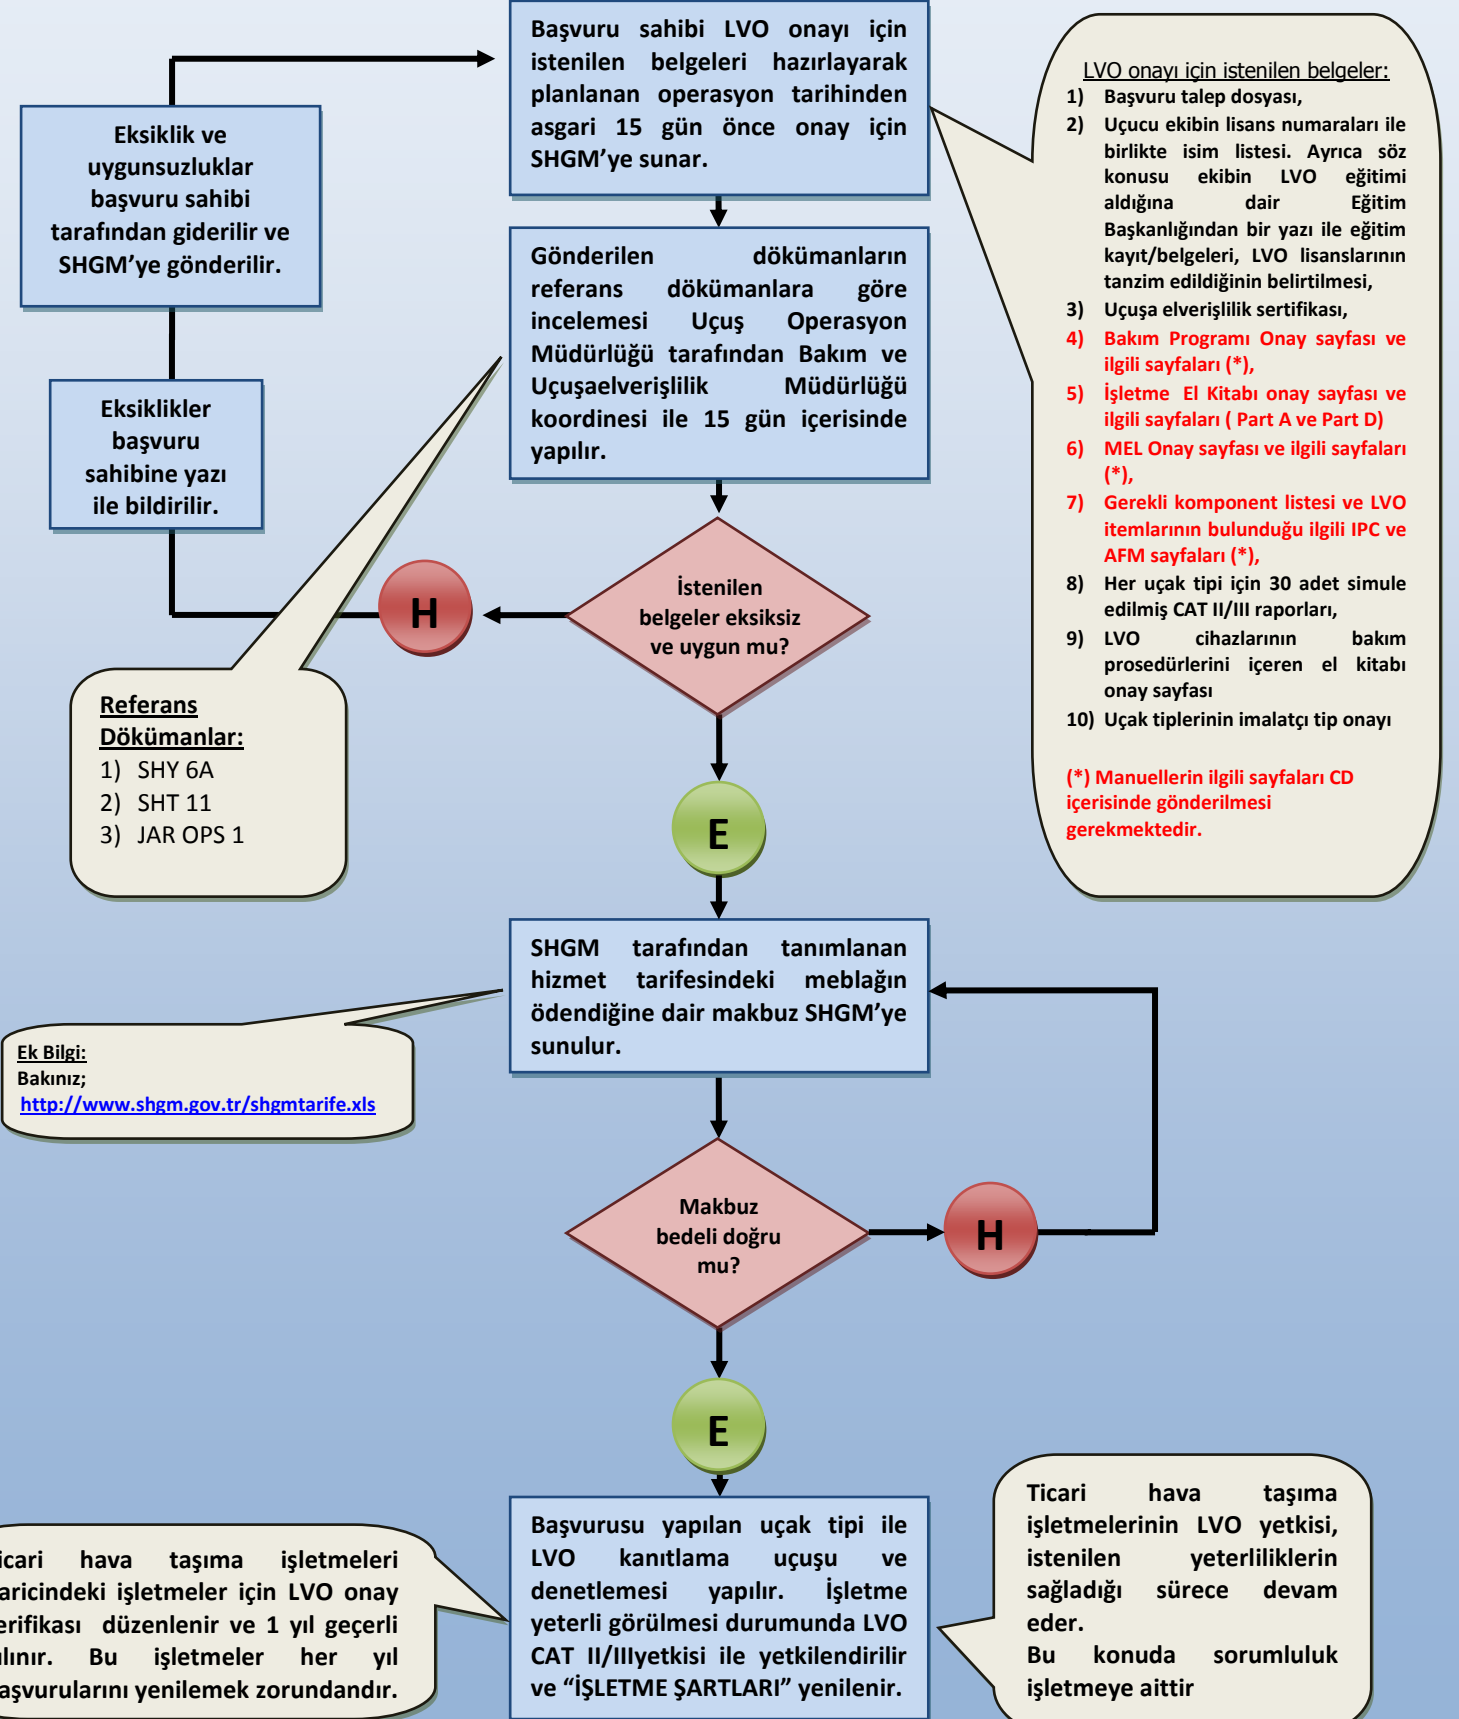 Başvuru sahibi LVO onayı için
istenilen belgeleri hazırlayarak
planlanan operasyon tarihinden
asgari 15 gün önce onay için
SHGM’ye sunar.
LVO onayı için istenilen belgeler:
1) Başvuru talep dosyası,
2) Uçucu ekibin lisans numaraları ile
birlikte isim listesi. Ayrıca söz
konusu ekibin LVO eğitimi
aldığına dair Eğitim
Başkanlığından bir yazı ile eğitim
kayıt/belgeleri, LVO lisanslarının
tanzim edildiğinin belirtilmesi,
3) Uçuşa elverişlilik sertifikası,
4) Bakım Programı Onay sayfası ve
ilgili sayfaları (*),
5) İşletme El Kitabı onay sayfası ve
ilgili sayfaları ( Part A ve Part D)
6) MEL Onay sayfası ve ilgili sayfaları
(*),
7) Gerekli komponent listesi ve LVO
itemlarının bulunduğu ilgili IPC ve
AFM sayfaları (*),
8) Her uçak tipi için 30 adet simule
edilmiş CAT II/III raporları,
9) LVO cihazlarının bakım
prosedürlerini içeren el kitabı
onay sayfası
10) Uçak tiplerinin imalatçı tip onayı
(*) Manuellerin ilgili sayfaları CD
içerisinde gönderilmesi
gerekmektedir.
Eksiklik ve
uygunsuzluklar
başvuru sahibi
tarafından giderilir ve
SHGM’ye gönderilir.
Gönderilen dökümanların
referans dökümanlara göre
incelemesi Uçuş Operasyon
Müdürlüğü tarafından Bakım ve
Uçuşaelverişlilik Müdürlüğü
koordinesi ile 15 gün içerisinde
yapılır.
Eksiklikler
başvuru
sahibine yazı
ile bildirilir.
H
İstenilen
belgeler eksiksiz
ve uygun mu?
Referans
Dökümanlar:
1) SHY 6A
2) SHT 11
3) JAR OPS 1
E
SHGM tarafından tanımlanan
hizmet tarifesindeki meblağın
ödendiğine dair makbuz SHGM’ye
sunulur.
Ek Bilgi:
Bakınız;
http://www.shgm.gov.tr/shgmtarife.xls
Makbuz
bedeli doğru
mu?
H
E
Başvurusu yapılan uçak tipi ile
LVO kanıtlama uçuşu ve
denetlemesi yapılır. İşletme
yeterli görülmesi durumunda LVO
CAT II/IIIyetkisi ile yetkilendirilir
ve “İŞLETME ŞARTLARI” yenilenir.
icari hava taşıma işletmeleri
aricindeki işletmeler için LVO onay
erifikası düzenlenir ve 1 yıl geçerli
ılınır. Bu işletmeler her yıl
aşvurularını yenilemek zorundandır.
Ticari hava taşıma
işletmelerinin LVO yetkisi,
istenilen yeterliliklerin
sağladığı sürece devam
eder.
Bu konuda sorumluluk
işletmeye aittir